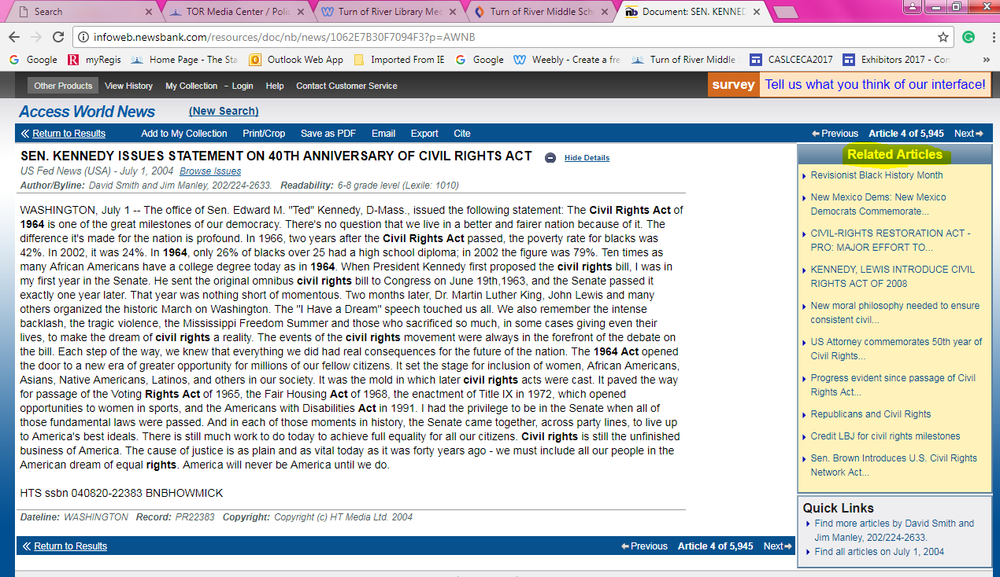 Search
TOR Media Center / Poli
Turn of River Library Med
Turn of River Middle Sch
Document: SEN. KENNED
infoweb.newsbank.com/resources/doc/nb/news/1062E7B30F7094F3?p=AWNB
Google myRegis Home Page - The Sta Outlook Web App Imported From IE Google Weebly - Create a fre Turn of River Middle CASLCECA2017 Exhibitors 2017 - Con »
Other Products View History My Collection - Login Help Contact Customer Service
survey Tell us what you think of our interface!
Access World News (New Search)
Return to Results Add to My Collection Print/Crop Save as PDF Email Export Cite Previous Article 4 of 5,945 Next
SEN. KENNEDY ISSUES STATEMENT ON 40TH ANNIVERSARY OF CIVIL RIGHTS ACT Hide Details
US Fed News (USA) - July 1, 2004 Browse Issues
Author/Byline: David Smith and Jim Manley, 202/224-2633. Readability: 6-8 grade level (Lexile: 1010)
WASHINGTON, July 1 -- The office of Sen. Edward M. "Ted" Kennedy, D-Mass., issued the following statement: The Civil Rights Act of
1964 is one of the great milestones of our democracy. There's no question that we live in a better and fairer nation because of it. The
difference it's made for the nation is profound. In 1966, two years after the Civil Rights Act passed, the poverty rate for blacks was
42%. In 2002, it was 24%. In 1964, only 26% of blacks over 25 had a high school diploma; in 2002 the figure was 79%. Ten times as
many African Americans have a college degree today as in 1964. When President Kennedy first proposed the civil rights bill, I was in
my first year in the Senate. He sent the original omnibus civil rights bill to Congress on June 19th,1963, and the Senate passed it
exactly one year later. That year was nothing short of momentous. Two months later, Dr. Martin Luther King, John Lewis and many
others organized the historic March on Washington. The "I Have a Dream" speech touched us all. We also remember the intense
backlash, the tragic violence, the Mississippi Freedom Summer and those who sacrificed so much, in some cases giving even their
lives, to make the dream of civil rights a reality. The events of the civil rights movement were always in the forefront of the debate on
the bill. Each step of the way, we knew that everything we did had real consequences for the future of the nation. The 1964 Act opened
the door to a new era of greater opportunity for millions of our fellow citizens. It set the stage for inclusion of women, African Americans,
Asians, Native Americans, Latinos, and others in our society. It was the mold in which later civil rights acts were cast. It paved the way
for passage of the Voting Rights Act of 1965, the Fair Housing Act of 1968, the enactment of Title IX in 1972, which opened
opportunities to women in sports, and the Americans with Disabilities Act in 1991. I had the privilege to be in the Senate when all of
those fundamental laws were passed. And in each of those moments in history, the Senate came together, across party lines, to live up
to America's best ideals. There is still much work to do today to achieve full equality for all our citizens. Civil rights is still the unfinished
business of America. The cause of justice is as plain and as vital today as it was forty years ago - we must include all our people in the
American dream of equal rights. America will never be America until we do.
HTS ssbn 040820-22383 BNBHOWMICK
Dateline: WASHINGTON Record: PR22383 Copyright: Copyright (c) HT Media Ltd. 2004
Return to Results Previous Article 4 of 5,945 Next
Related Articles
Revisionist Black History Month
New Mexico Dems: New Mexico
Democrats Commemorate...
CIVIL-RIGHTS RESTORATION ACT -
PRO: MAJOR EFFORT TO...
KENNEDY, LEWIS INTRODUCE CIVIL
RIGHTS ACT OF 2008
New moral philosophy needed to ensure
consistent civil...
US Attorney commemorates 50th year of
Civil Rights...
Progress evident since passage of Civil
Rights Act...
Republicans and Civil Rights
Credit LBJ for civil rights milestones
Sen. Brown Introduces U.S. Civil Rights
Network Act...
Quick Links
Find more articles by David Smith and
Jim Manley, 202/224-2633.
Find all articles on July 1, 2004